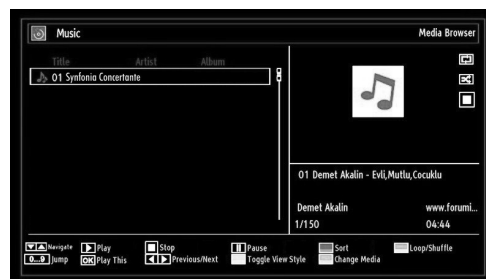 Music Media Browser
Title Artist Album
01 Synfonia Concertante
01 Demet Akalin - Evli,Mutlu,Cocuklu
Demet Akalin www.forumi...
1/150 04:44
Navigate Play Stop Pause Sort Loop/Shuffle
0...9 Jump OK Play This Previous/Next Toggle View Style Change Media